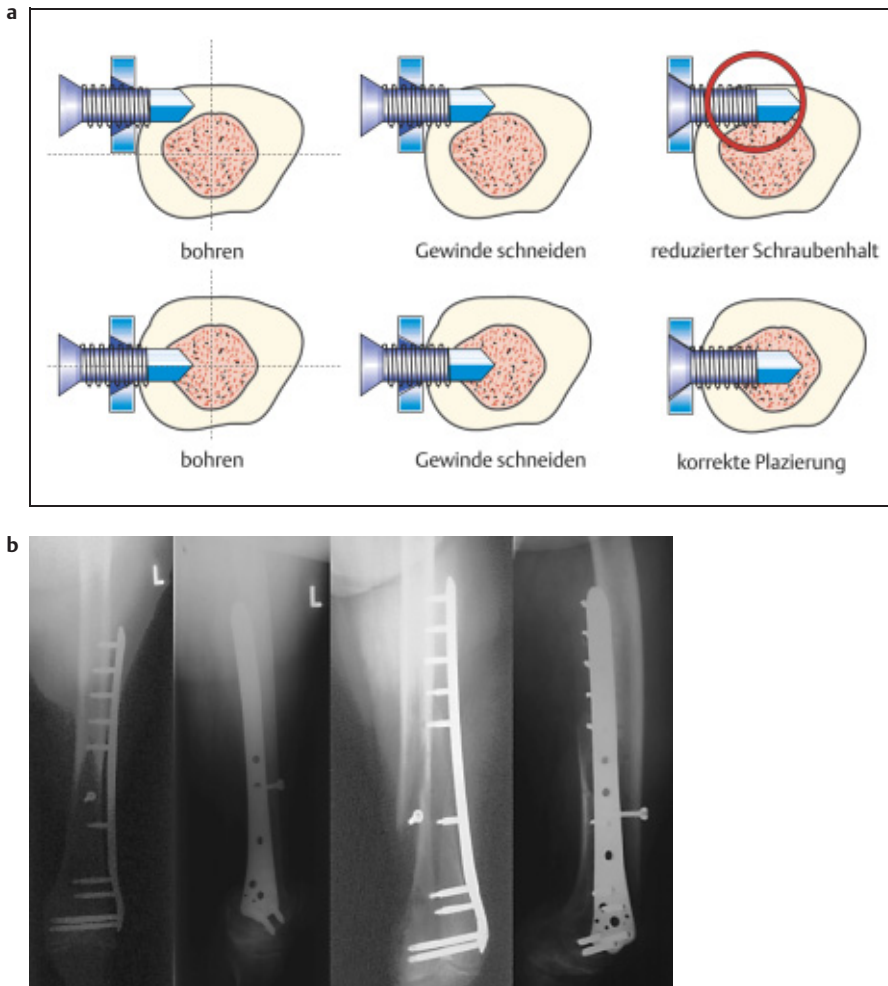 a
bohren Gewinde schneiden reduzierter Schraubenhalt
bohren Gewinde schneiden korrekte Plazierung
b
L L